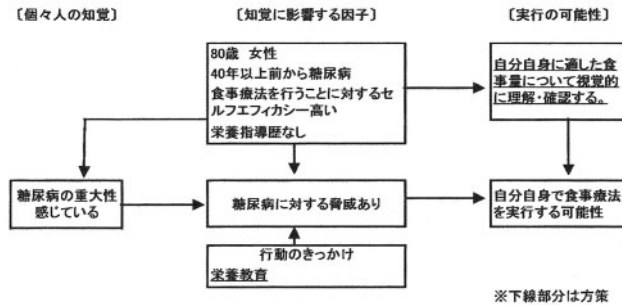 〔個々人の知覚〕
〔知覚に影響する因子〕
〔実行の可能性〕
80歳 女性
40年以上前から糖尿病
食事療法を行うことに対するセ
ルフエフィカシー高い
栄養指導歴なし
自分自身に適した食
事量について視覚的
に理解・確認する。
糖尿病の重大性
感じている
糖尿病に対する脅威あり
自分自身で食事療法
を実行する可能性
行動のきっかけ
栄養教育
※下線部分は方策